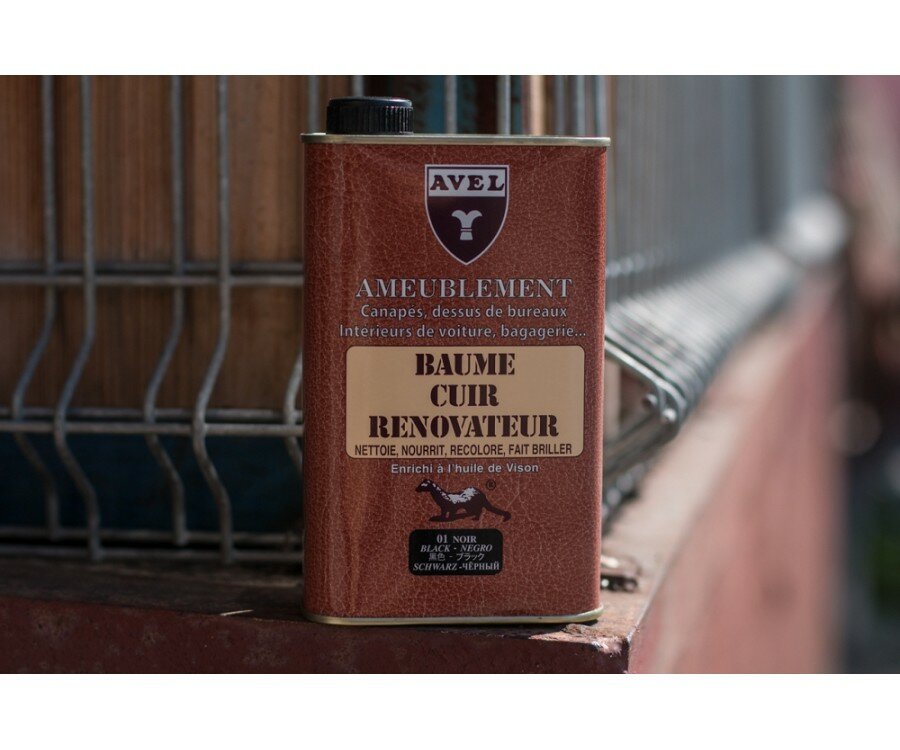 AVEL
AMEUBLEMENT
Canapés, dessus de bureaux
Intérieurs de voiture, bagagerie...
BAUME
CUIR
RENOVATEUR
NETTOIE, NOURRIT, RECOLORE, FAIT BRILLER
Enrichi à l'huile de Vison
®
01 NOIR
BLACK - NEGRO
黒色 - ブラック
SCHWARZ - ЧЁРНЫЙ